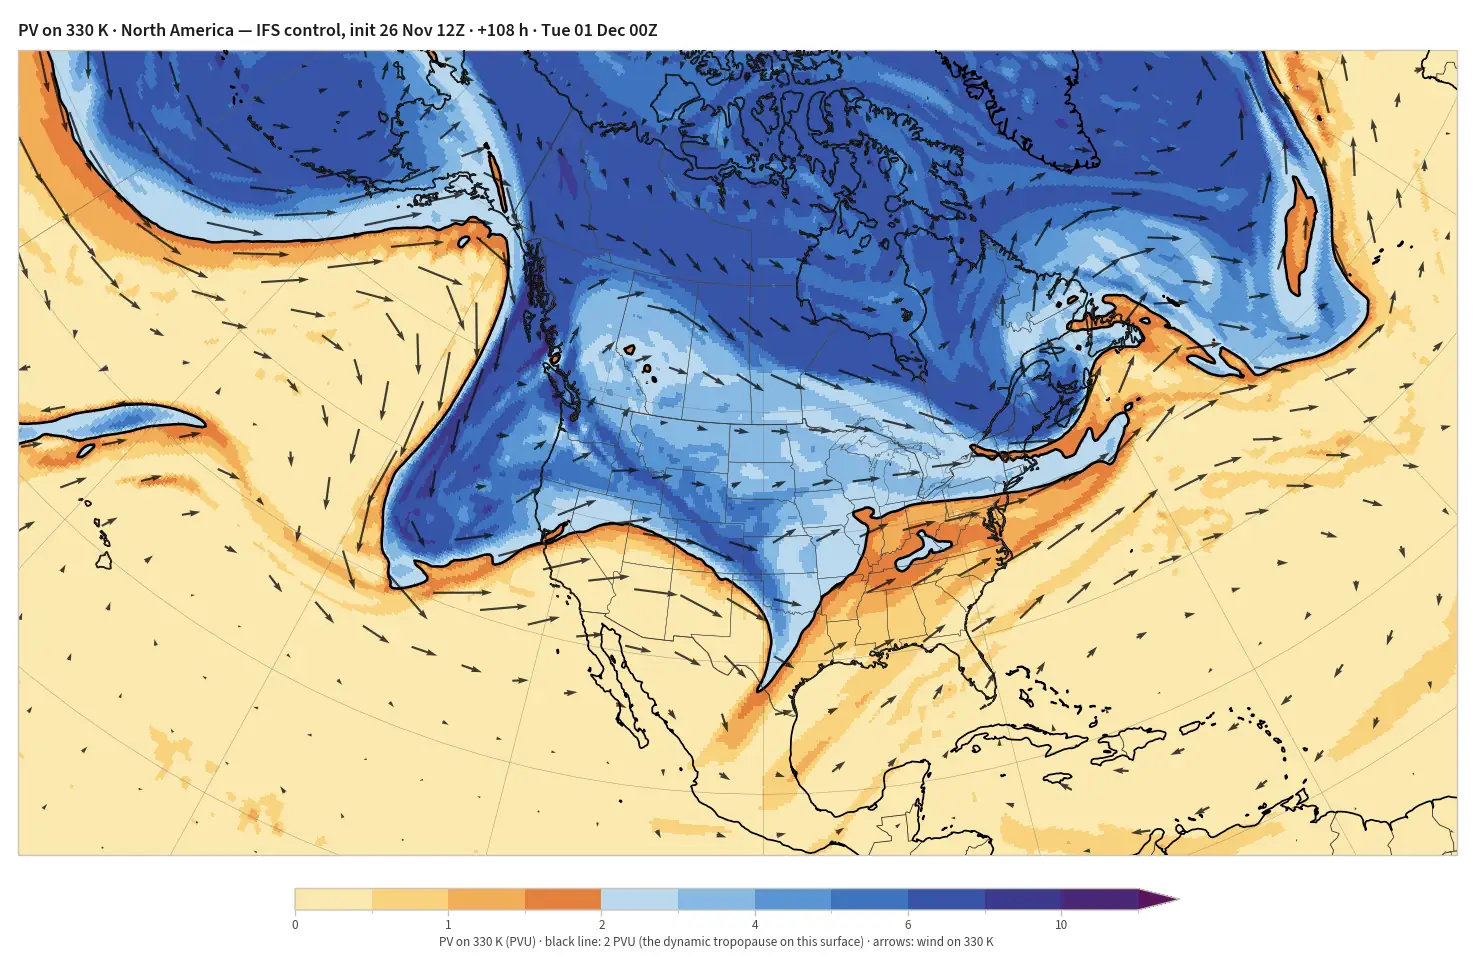 PV on 330 K · North America — IFS control, init 26 Nov 12Z · +108 h · Tue 01 Dec 00Z
0 1 2 4 6 10
PV on 330 K (PVU) · black line: 2 PVU (the dynamic tropopause on this surface) · arrows: wind on 330 K